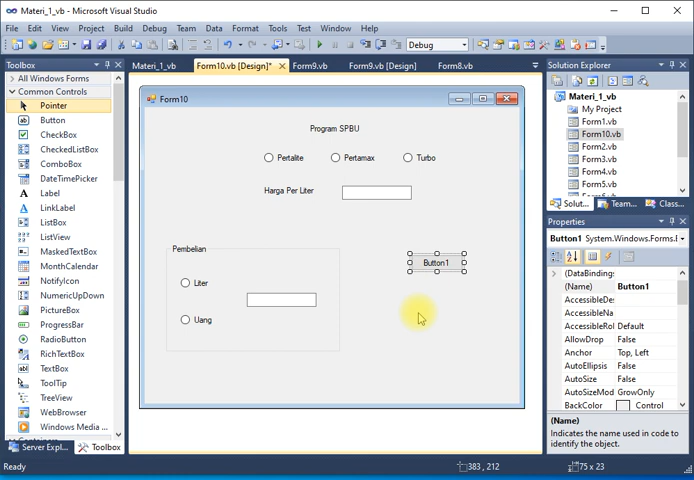 Materi_1_vb - Microsoft Visual Studio
File Edit View Project Build Debug Team Data Format Tools Test Window Help
Debug
Toolbox
All Windows Forms
Common Controls
Pointer
Button
CheckBox
CheckedListBox
ComboBox
DateTimePicker
Label
LinkLabel
ListBox
ListView
MaskedTextBox
MonthCalendar
NotifyIcon
NumericUpDown
PictureBox
ProgressBar
RadioButton
RichTextBox
TextBox
ToolTip
TreeView
WebBrowser
Windows Media ...
Server Expl... Toolbox
Materi_1_vb Form10.vb [Design]* Form9.vb Form9.vb [Design] Form8.vb
Form10
Program SPBU
Pertalite Pertamax Turbo
Harga Per Liter
Pembelian
Liter
Uang
Button1
Solution Explorer
Materi_1_vb
My Project
Form1.vb
Form10.vb
Form2.vb
Form3.vb
Form4.vb
Form5.vb
Form6.vb
Solut... Team... Class...
Properties
Button1 System.Windows.Forms.
(DataBinding
(Name) Button1
AccessibleDe
AccessibleNa
AccessibleRol Default
AllowDrop False
Anchor Top, Left
AutoEllipsis False
AutoSize False
AutoSizeMod GrowOnly
BackColor Control
(Name)
Indicates the name used in code to
identify the object.
Ready 383 , 212 75 x 23